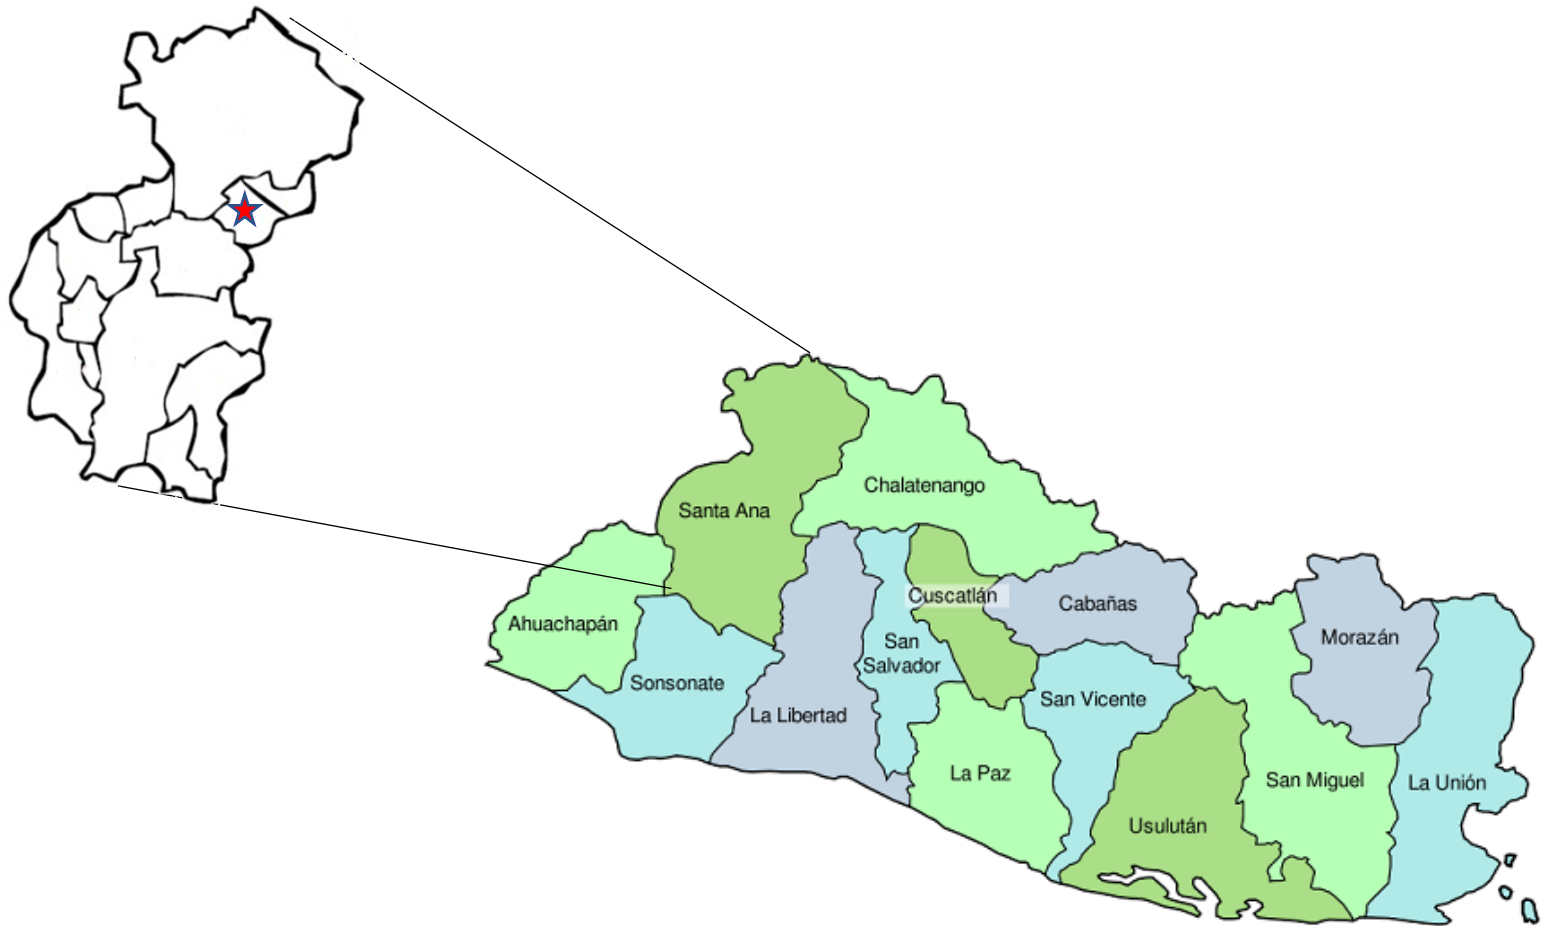 Chalatenango
Santa Ana
Cuscatlán
Cabañas
Ahuachapán
Morazán
San
Salvador
Sonsonate
San Vicente
La Libertad
La Paz
San Miguel
La Unión
Usulután